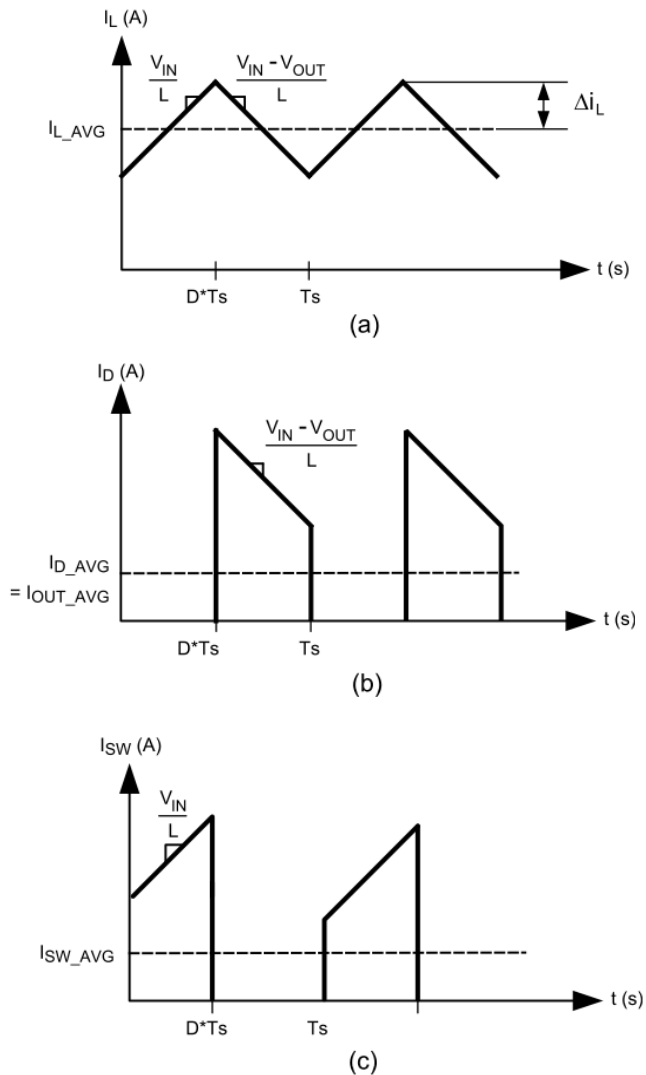 I_L (A)
V_IN
L
V_IN - V_OUT
L
Δi_L
I_L_AVG
t (s)
D*Ts
Ts
(a)
I_D (A)
V_IN - V_OUT
L
I_D_AVG
= I_OUT_AVG
t (s)
D*Ts
Ts
(b)
I_SW (A)
V_IN
L
I_SW_AVG
t (s)
D*Ts
Ts
(c)